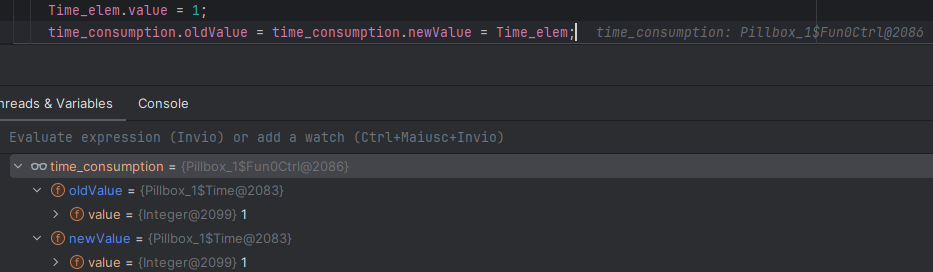 Time_elem.value = 1;
time_consumption.oldValue = time_consumption.newValue = Time_elem; time_consumption: Pillbox_1$Fun0Ctrl@2086
hreads & Variables Console
Evaluate expression (Invio) or add a watch (Ctrl+Maiusc+Invio)
time_consumption = {Pillbox_1$Fun0Ctrl@2086}
f oldValue = {Pillbox_1$Time@2083}
f value = {Integer@2099} 1
f newValue = {Pillbox_1$Time@2083}
f value = {Integer@2099} 1